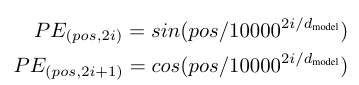 PE_{(pos,2i)} = sin(pos/10000^{2i/d_{model}})
PE_{(pos,2i+1)} = cos(pos/10000^{2i/d_{model}})